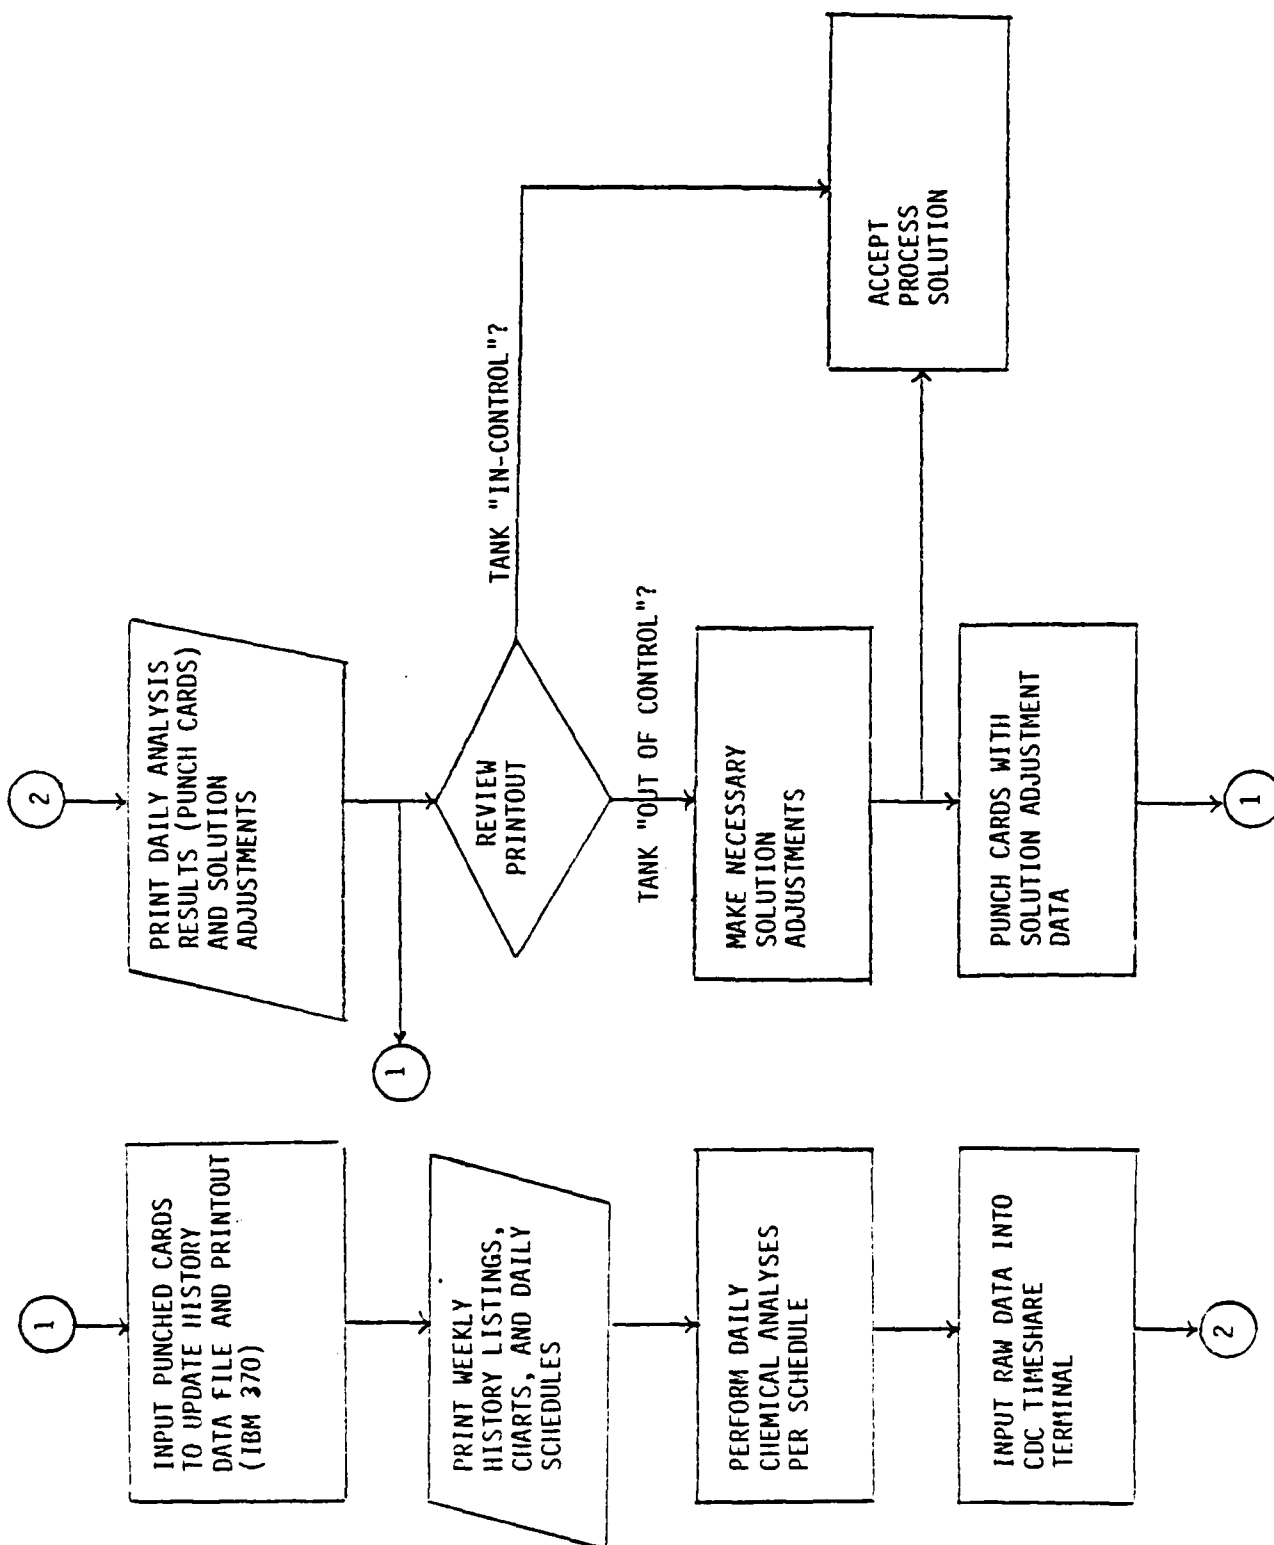 1
INPUT PUNCHED CARDS
TO UPDATE HISTORY
DATA FILE AND PRINTOUT
(IBM 370)
PRINT WEEKLY
HISTORY LISTINGS,
CHARTS, AND DAILY
SCHEDULES
PERFORM DAILY
CHEMICAL ANALYSES
PER SCHEDULE
INPUT RAW DATA INTO
CDC TIMESHARE
TERMINAL
2
2
PRINT DAILY ANALYSIS
RESULTS (PUNCH CARDS)
AND SOLUTION
ADJUSTMENTS
1
REVIEW
PRINTOUT
TANK "IN-CONTROL"?
TANK "OUT OF CONTROL"?
MAKE NECESSARY
SOLUTION
ADJUSTMENTS
ACCEPT
PROCESS
SOLUTION
PUNCH CARDS WITH
SOLUTION ADJUSTMENT
DATA
1